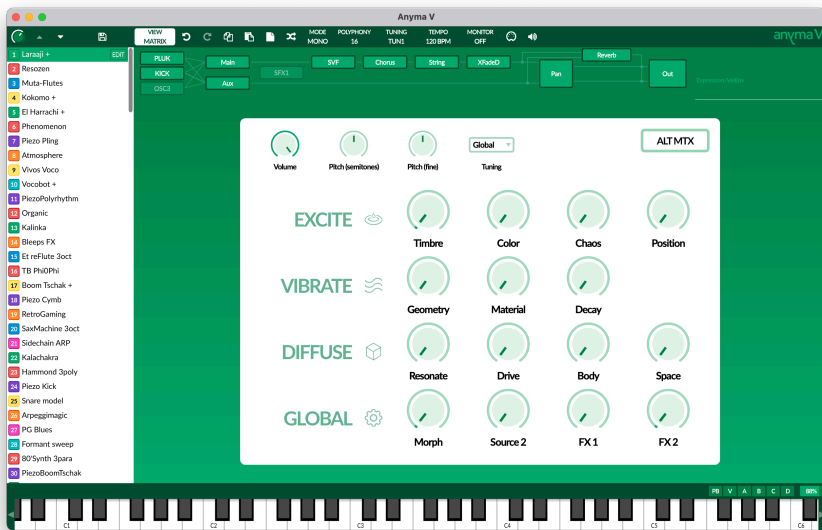 Anyma V
VIEW MATRIX
MODE MONO
POLYPHONY 16
TUNING TUN1
TEMPO 120 BPM
MONITOR OFF
anyma V
1 Laraaji + EDIT
2 Resozen
3 Muta-Flutes
4 Kokomo +
5 El Harrachi +
6 Phenomenon
7 Piezo Pling
8 Atmosphere
9 Vivos Voco
10 Vocobot +
11 PiezoPolyrhythm
12 Organic
13 Kalinka
14 Bleeps FX
15 Et reFlute 3oct
16 TB Phi0Phi
17 Boom Tschak +
18 Piezo Cymb
19 RetroGaming
20 SaxMachine 3oct
21 Sidechain ARP
22 Kalachakra
23 Hammond 3poly
24 Piezo Kick
25 Snare model
26 Arpeggimagic
27 PG Blues
28 Formant sweep
29 80'Synth 3para
30 PiezoBoomTschak
PLUK
KICK
OSC3
Main
Aux
SFX1
SVF
Chorus
String
XFadeD
Pan
Reverb
Out
Volume
Pitch (semitones)
Pitch (fine)
Global
Tuning
ALT MTX
EXCITE
Timbre
Color
Chaos
Position
VIBRATE
Geometry
Material
Decay
DIFFUSE
Resonate
Drive
Body
Space
GLOBAL
Morph
Source 2
FX 1
FX 2
PB V A B C D 88%
C1 C2 C3 C4 C5 C6